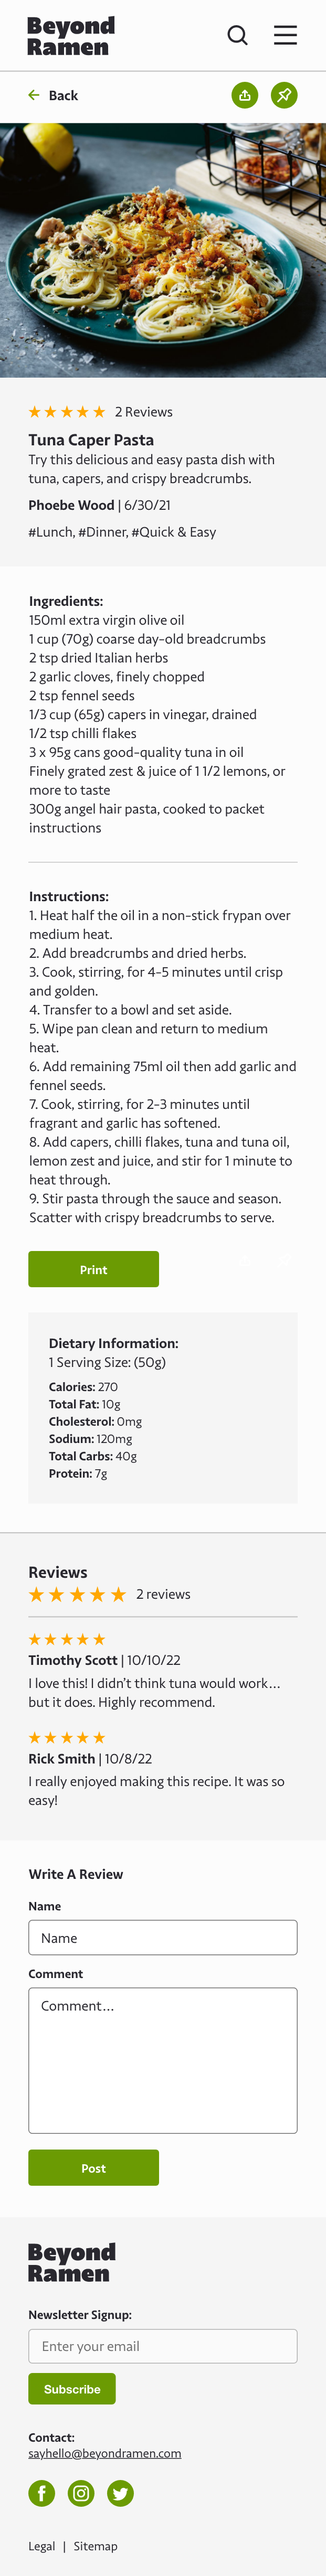 Beyond
Ramen
Back
2 Reviews
Tuna Caper Pasta
Try this delicious and easy pasta dish with
tuna, capers, and crispy breadcrumbs.
Phoebe Wood | 6/30/21
#Lunch, #Dinner, #Quick & Easy
Ingredients:
150ml extra virgin olive oil
1 cup (70g) coarse day-old breadcrumbs
2 tsp dried Italian herbs
2 garlic cloves, finely chopped
2 tsp fennel seeds
1/3 cup (65g) capers in vinegar, drained
1/2 tsp chilli flakes
3 x 95g cans good-quality tuna in oil
Finely grated zest & juice of 1 1/2 lemons, or
more to taste
300g angel hair pasta, cooked to packet
instructions
Instructions:
1. Heat half the oil in a non-stick frypan over
medium heat.
2. Add breadcrumbs and dried herbs.
3. Cook, stirring, for 4-5 minutes until crisp
and golden.
4. Transfer to a bowl and set aside.
5. Wipe pan clean and return to medium
heat.
6. Add remaining 75ml oil then add garlic and
fennel seeds.
7. Cook, stirring, for 2-3 minutes until
fragrant and garlic has softened.
8. Add capers, chilli flakes, tuna and tuna oil,
lemon zest and juice, and stir for 1 minute to
heat through.
9. Stir pasta through the sauce and season.
Scatter with crispy breadcrumbs to serve.
Print
Dietary Information:
1 Serving Size: (50g)
Calories: 270
Total Fat: 10g
Cholesterol: 0mg
Sodium: 120mg
Total Carbs: 40g
Protein: 7g
Reviews
2 reviews
Timothy Scott | 10/10/22
I love this! I didn't think tuna would work...
but it does. Highly recommend.
Rick Smith | 10/8/22
I really enjoyed making this recipe. It was so
easy!
Write A Review
Name
Name
Comment
Comment...
Post
Beyond
Ramen
Newsletter Signup:
Enter your email
Subscribe
Contact:
sayhello@beyondramen.com
Legal | Sitemap